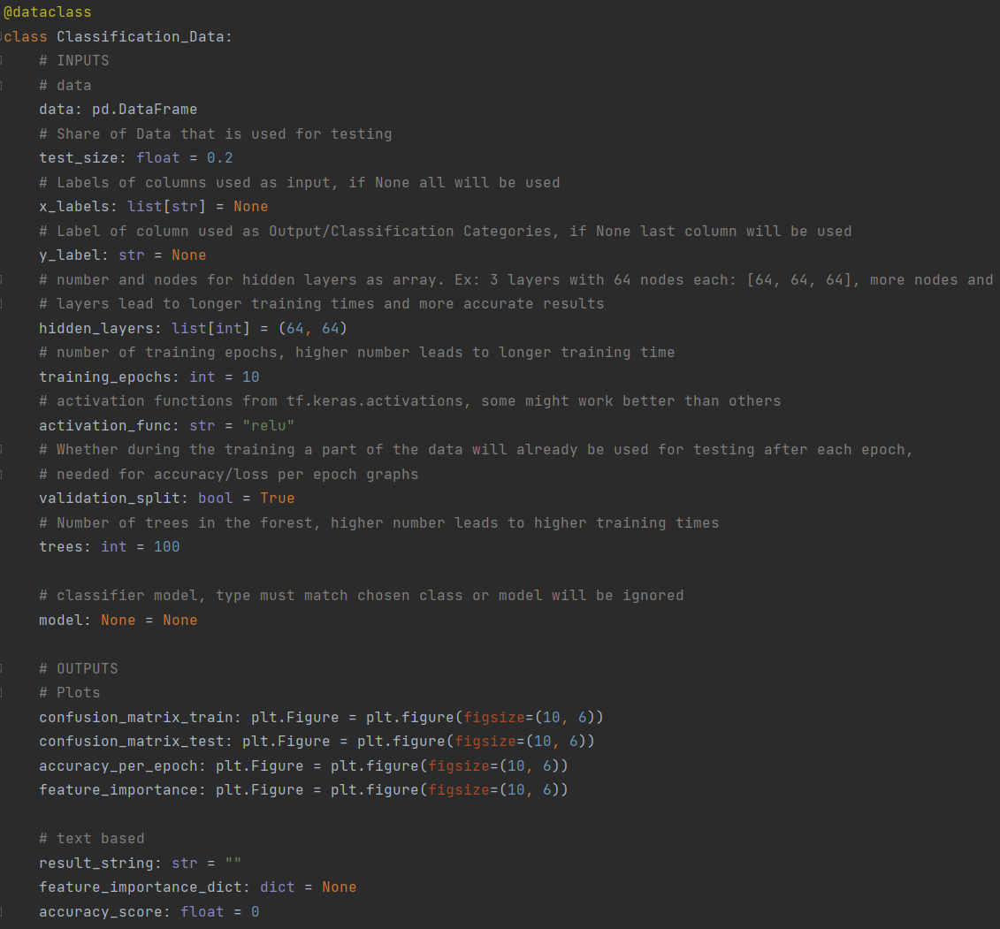 @dataclass
class Classification_Data:
    # INPUTS
    # data
    data: pd.DataFrame
    # Share of Data that is used for testing
    test_size: float = 0.2
    # Labels of columns used as input, if None all will be used
    x_labels: list[str] = None
    # Label of column used as Output/Classification Categories, if None last column will be used
    y_label: str = None
    # number and nodes for hidden layers as array. Ex: 3 layers with 64 nodes each: [64, 64, 64], more nodes and
    # layers lead to longer training times and more accurate results
    hidden_layers: list[int] = (64, 64)
    # number of training epochs, higher number leads to longer training time
    training_epochs: int = 10
    # activation functions from tf.keras.activations, some might work better than others
    activation_func: str = "relu"
    # Whether during the training a part of the data will already be used for testing after each epoch,
    # needed for accuracy/loss per epoch graphs
    validation_split: bool = True
    # Number of trees in the forest, higher number leads to higher training times
    trees: int = 100

    # classifier model, type must match chosen class or model will be ignored
    model: None = None

    # OUTPUTS
    # Plots
    confusion_matrix_train: plt.Figure = plt.figure(figsize=(10, 6))
    confusion_matrix_test: plt.Figure = plt.figure(figsize=(10, 6))
    accuracy_per_epoch: plt.Figure = plt.figure(figsize=(10, 6))
    feature_importance: plt.Figure = plt.figure(figsize=(10, 6))

    # text based
    result_string: str = ""
    feature_importance_dict: dict = None
    accuracy_score: float = 0